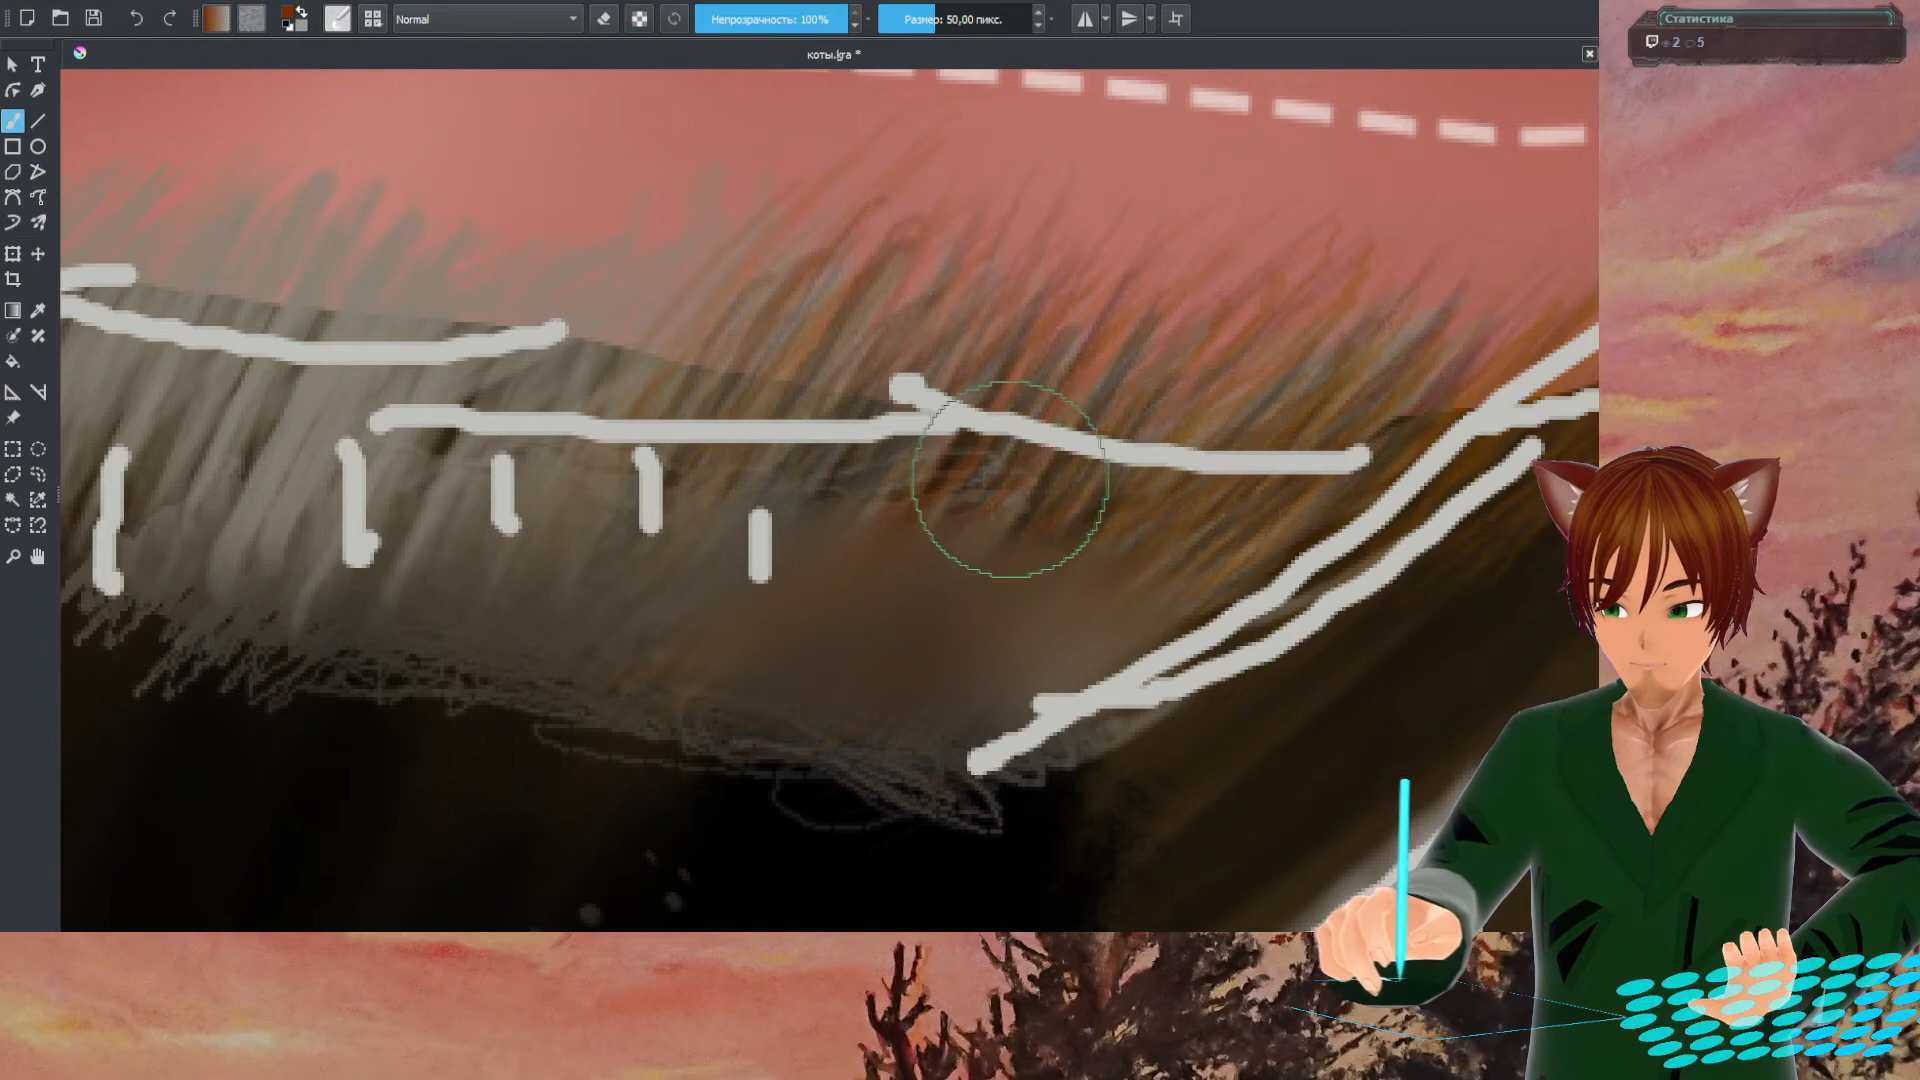 Normal
Непрозрачность: 100%
Размер: 50,00 пикс.
Статистика
коты.kra *
2 5